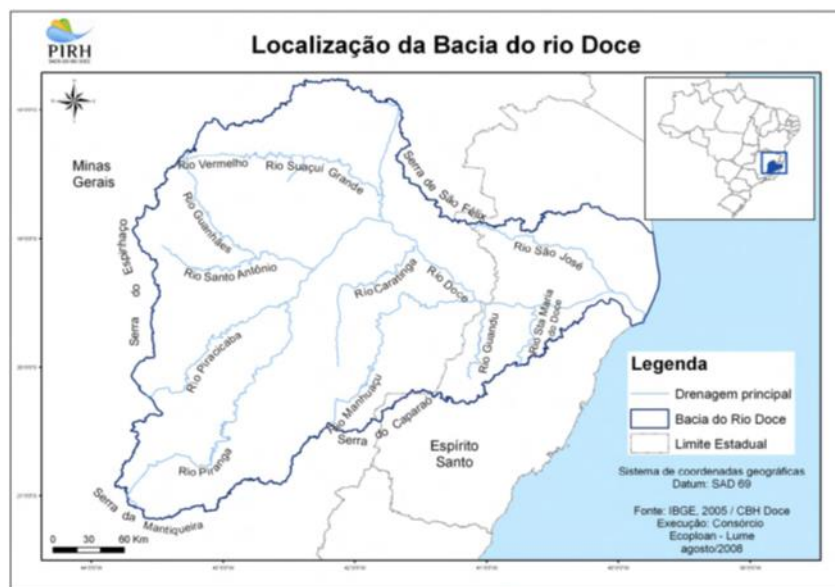 PIRH
Localização da Bacia do rio Doce
Minas
Gerais
Rio Vermelho
Rio Suaçuí Grande
Serra de São Félix
Rio Guanhães
Rio São José
Rio Santo Antônio
Serra do Espinhaço
Rio Caratinga
Rio Doce
Rio Sta Maria
do Doce
Rio Guandu
Rio Piracicaba
Rio Manhuaçu
Serra do Caparaó
Espírito
Santo
Rio Piranga
Serra da Mantiqueira
0 30 60 Km
Legenda
Drenagem principal
Bacia do Rio Doce
Limite Estadual
Sistema de coordenadas geográficas
Datum: SAD 69
Fonte: IBGE, 2005 / CBH Doce
Execução: Consórcio
Ecoplan - Lume
agosto/2008